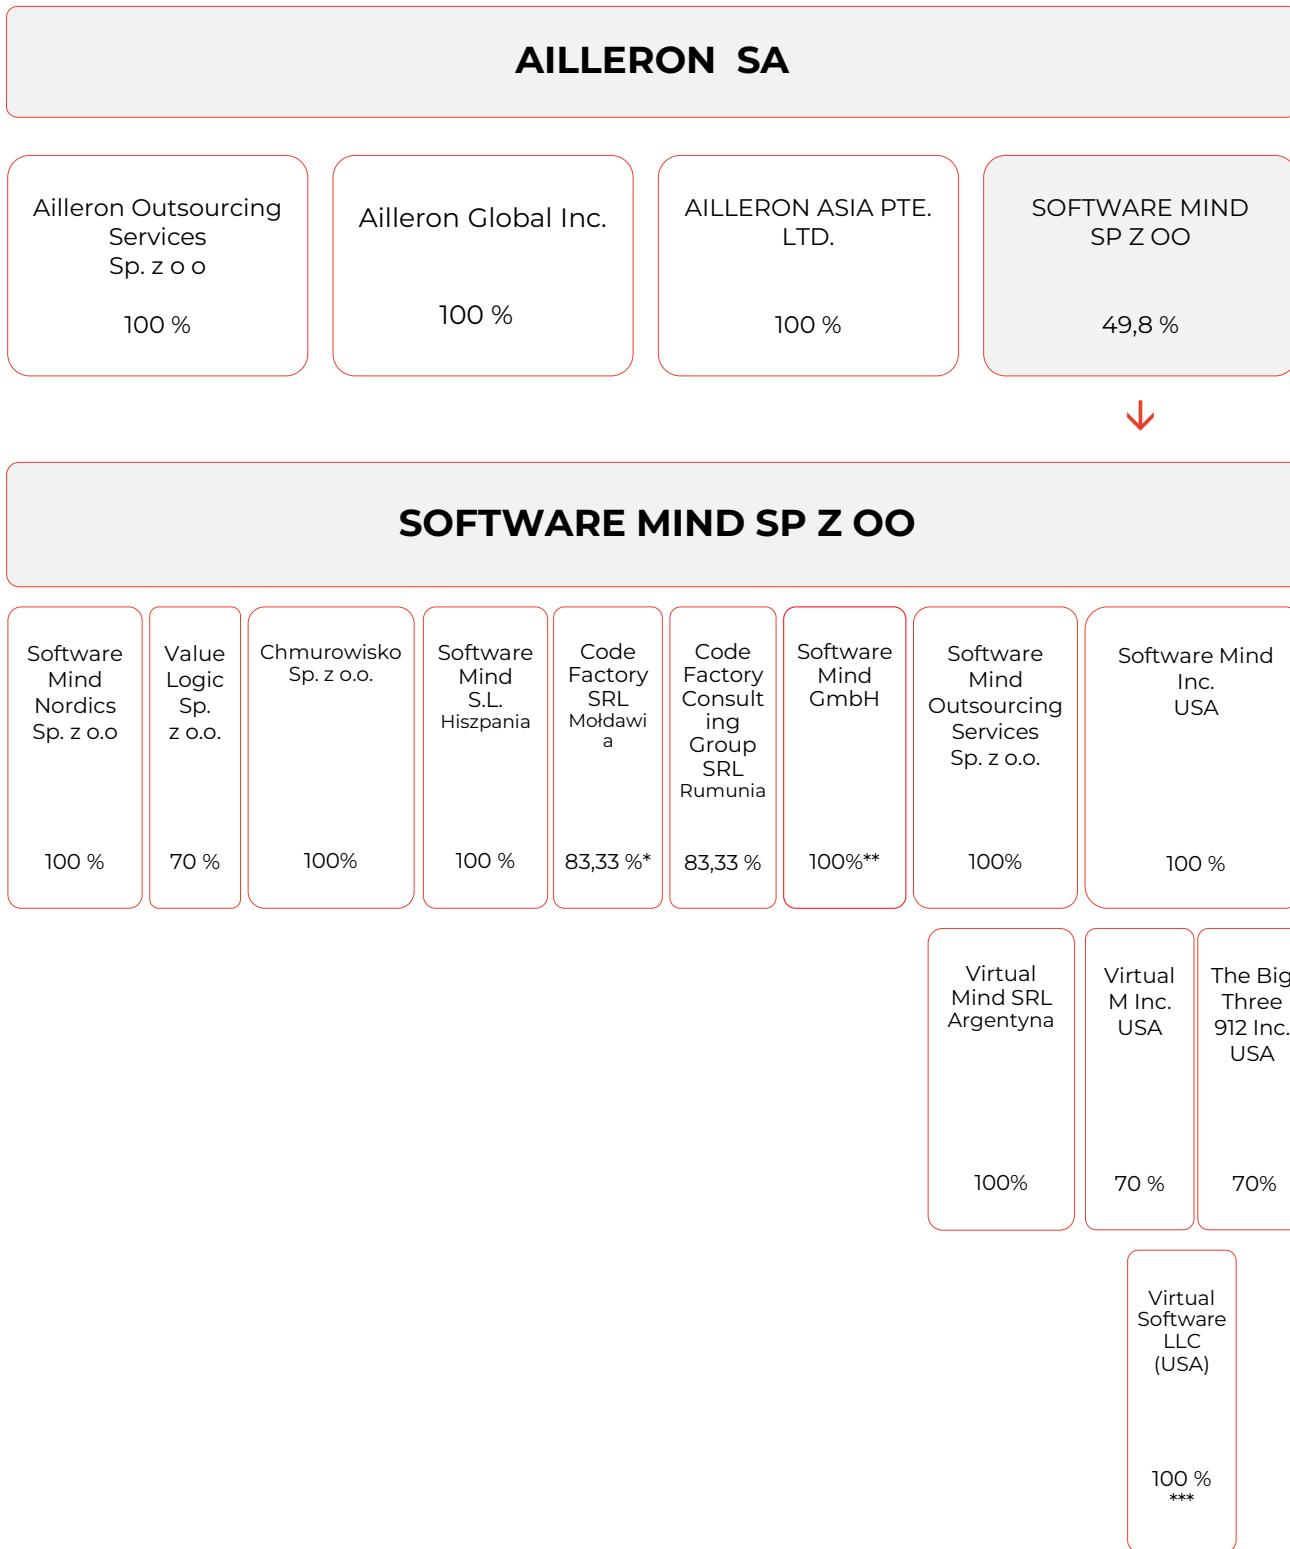 AILLERON SA
Ailleron Outsourcing
Services
Sp. z o o
100 %
Ailleron Global Inc.
100 %
AILLERON ASIA PTE.
LTD.
100 %
SOFTWARE MIND
SP Z OO
49,8 %
SOFTWARE MIND SP Z OO
Software
Mind
Nordics
Sp. z o.o
100 %
Value
Logic
Sp.
z o.o.
70 %
Chmurowisko
Sp. z o.o.
100%
Software
Mind
S.L.
Hiszpania
100 %
Code
Factory
SRL
Mołdawi
a
83,33 %*
Code
Factory
Consult
ing
Group
SRL
Rumunia
83,33 %
Software
Mind
GmbH
100%**
Software
Mind
Outsourcing
Services
Sp. z o.o.
100%
Software Mind
Inc.
USA
100 %
Virtual
Mind SRL
Argentyna
100%
Virtual
M Inc.
USA
70 %
The Big
Three
912 Inc.
USA
70%
Virtual
Software
LLC
(USA)
100 %
***